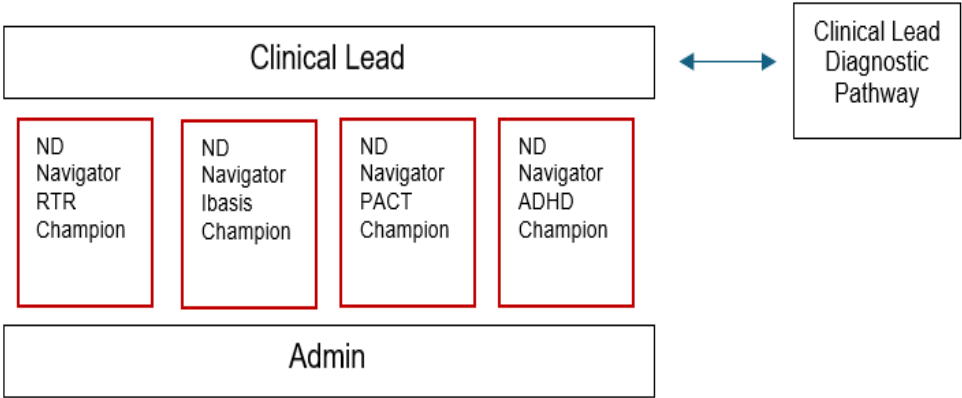 Clinical Lead
Clinical Lead
Diagnostic
Pathway
ND
Navigator
RTR
Champion
ND
Navigator
Ibasis
Champion
ND
Navigator
PACT
Champion
ND
Navigator
ADHD
Champion
Admin